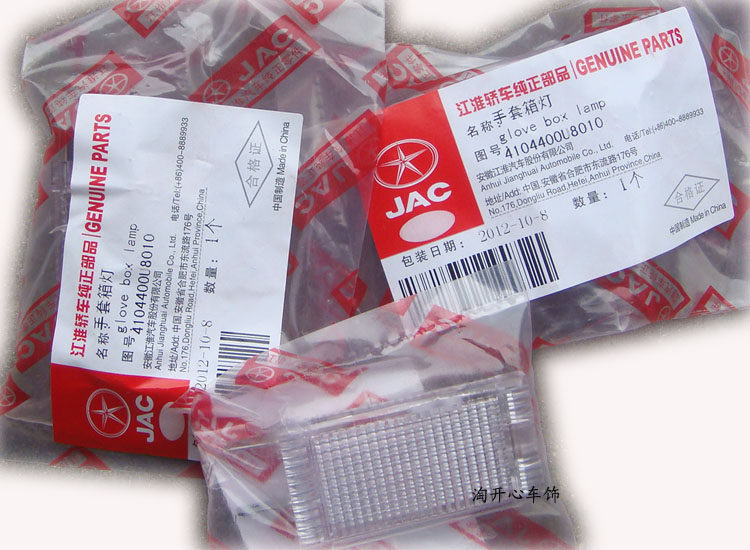 江淮轿车纯正部品 | GENUINE PARTS
名称: 手套箱灯
glove box lamp
图号: 4104400U8010
安徽江淮汽车股份有限公司 电话/Tel:(+86)400-8889933
Anhui Jianghuai Automobile Co., Ltd.
地址/Add: 中国.安徽省合肥市东流路176号
No.176,Dongliu Road,Hefei,Anhui Province,China
数量: 1个
2012-10-8
合格证
中国制造 Made in China
JAC
JAC
江淮轿车纯正部品 | GENUINE PARTS
名称: 手套箱灯
glove box lamp
图号: 4104400U8010
安徽江淮汽车股份有限公司 电话/Tel:(+86)400-8889933
Anhui Jianghuai Automobile Co., Ltd.
地址/Add: 中国.安徽省合肥市东流路176号
No.176,Dongliu Road,Hefei,Anhui Province,China
包装日期: 2012-10-8 数量: 1个
合格证
中国制造 Made in China
JAC
淘开心车饰